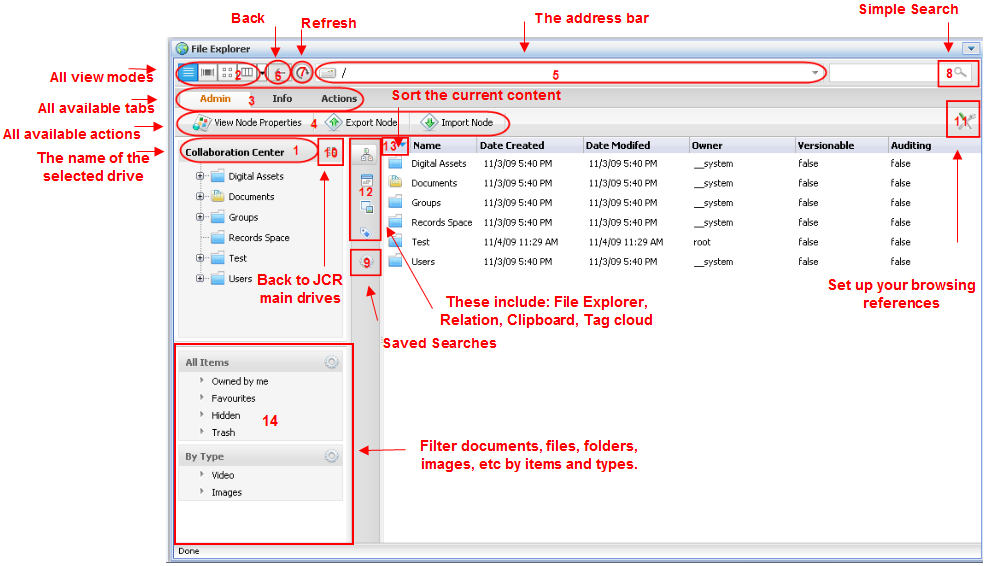 Simple Search
Back
Refresh
The address bar
File Explorer
All view modes
2
6
7
/
5
8
All available tabs
Admin
3
Info
Actions
Sort the current content
All available actions
View Node Properties
4
Export Node
Import Node
11
The name of the
selected drive
Collaboration Center
1
10
13
Name
Date Created
Date Modifed
Owner
Versionable
Auditing
Digital Assets
Documents
Groups
Records Space
Test
Users
12
9
Digital Assets 11/3/09 5:40 PM 11/3/09 5:40 PM __system false false
Documents 11/3/09 5:40 PM 11/3/09 5:40 PM __system false false
Groups 11/3/09 5:40 PM 11/3/09 5:40 PM __system false false
Records Space 11/3/09 5:40 PM 11/3/09 5:40 PM __system false false
Test 11/4/09 11:29 AM 11/4/09 11:29 AM root false false
Users 11/3/09 5:40 PM 11/3/09 5:40 PM __system false false
Back to JCR
main drives
These include: File Explorer,
Relation, Clipboard, Tag cloud
Set up your browsing
references
Saved Searches
All Items
Owned by me
Favourites
Hidden
Trash
14
By Type
Video
Images
Filter documents, files, folders,
images, etc by items and types.
Done